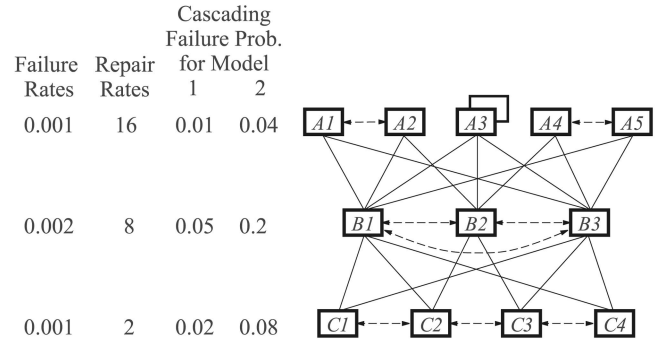 Cascading
Failure Prob.
Failure Repair for Model
Rates Rates 1 2
0.001 16 0.01 0.04 A1 A2 A3 A4 A5
0.002 8 0.05 0.2 B1 B2 B3
0.001 2 0.02 0.08 C1 C2 C3 C4